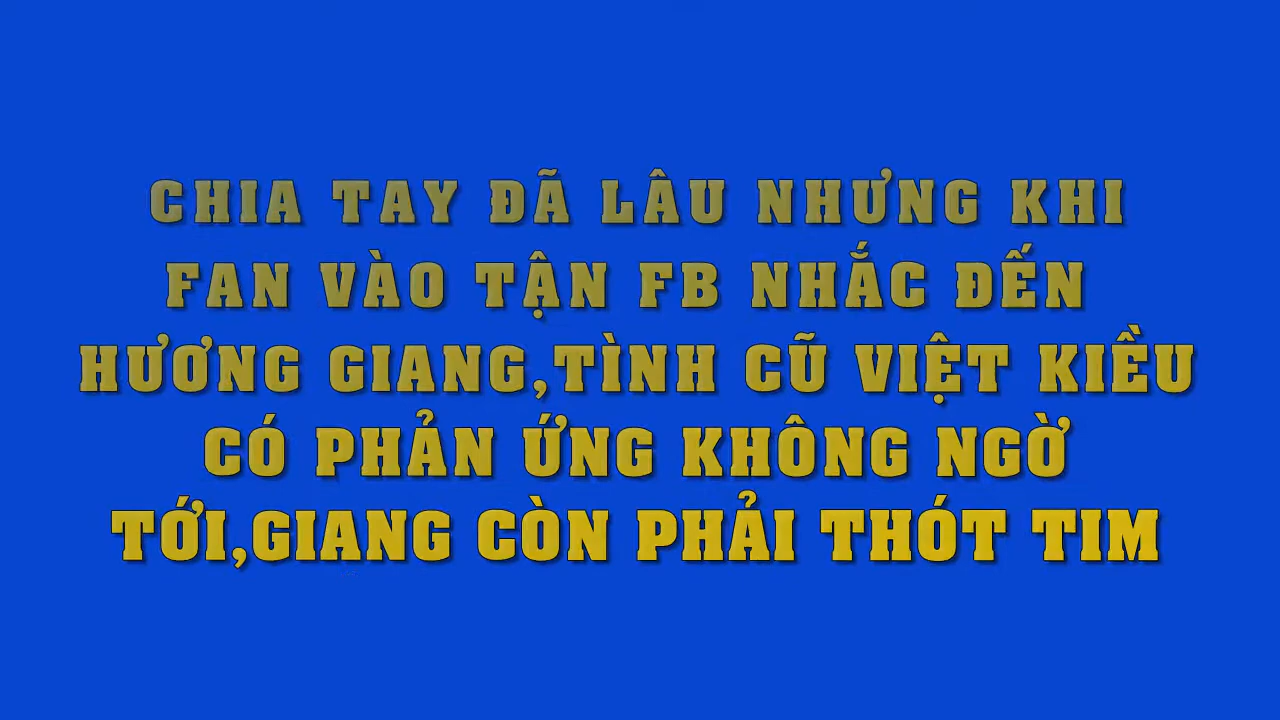 CHIA TAY ĐÃ LÂU NHƯNG KHI
FAN VÀO TẬN FB NHẮC ĐẾN
HƯƠNG GIANG,TÌNH CŨ VIỆT KIỀU
CÓ PHẢN ỨNG KHÔNG NGỜ
TỚI,GIANG CÒN PHẢI THÓT TIM